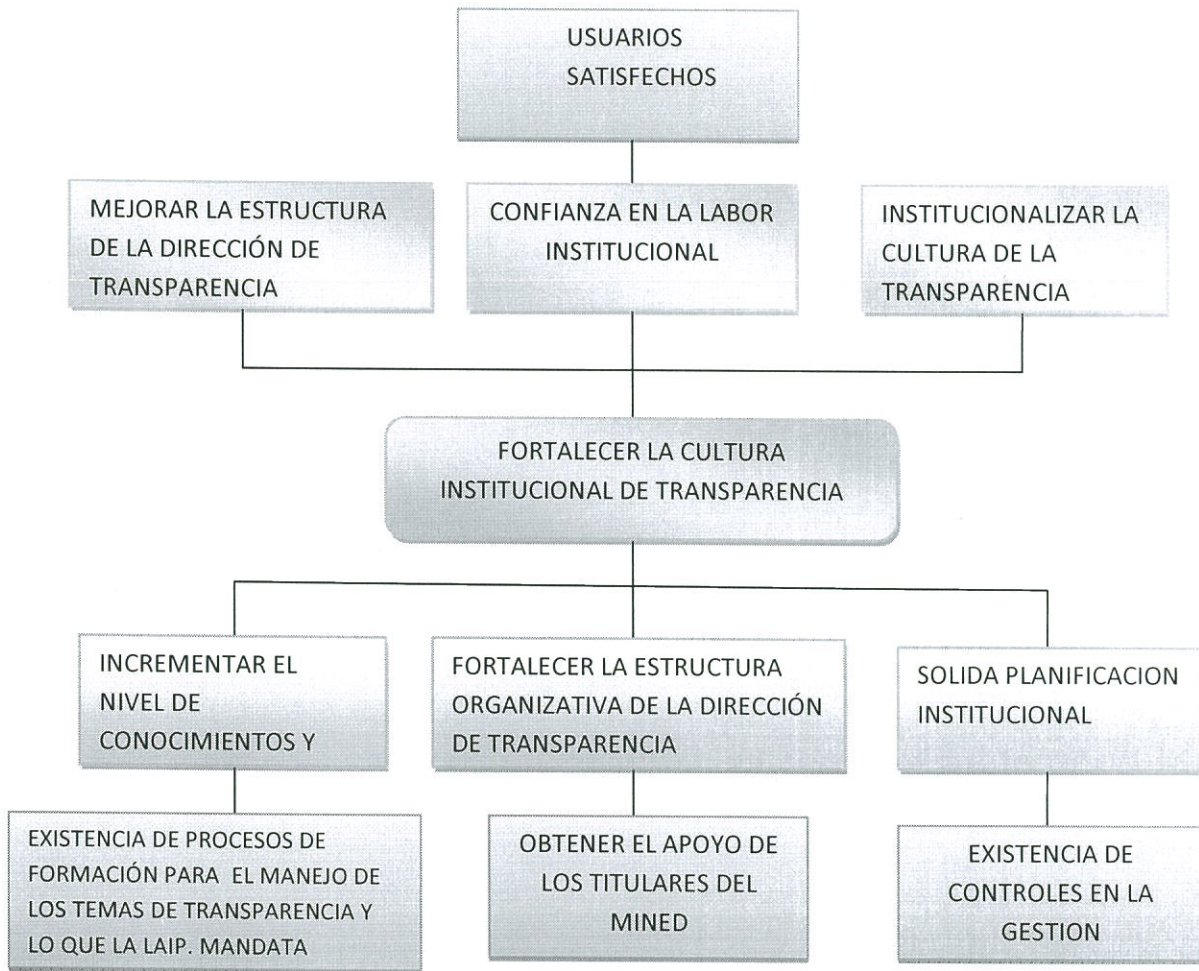 USUARIOS
SATISFECHOS
MEJORAR LA ESTRUCTURA
DE LA DIRECCIÓN DE
TRANSPARENCIA
CONFIANZA EN LA LABOR
INSTITUCIONAL
INSTITUCIONALIZAR LA
CULTURA DE LA
TRANSPARENCIA
FORTALECER LA CULTURA
INSTITUCIONAL DE TRANSPARENCIA
INCREMENTAR EL
NIVEL DE
CONOCIMIENTOS Y
FORTALECER LA ESTRUCTURA
ORGANIZATIVA DE LA DIRECCIÓN
DE TRANSPARENCIA
SOLIDA PLANIFICACION
INSTITUCIONAL
EXISTENCIA DE PROCESOS DE
FORMACIÓN PARA EL MANEJO DE
LOS TEMAS DE TRANSPARENCIA Y
LO QUE LA LAIP. MANDATA
OBTENER EL APOYO DE
LOS TITULARES DEL
MINED
EXISTENCIA DE
CONTROLES EN LA
GESTION